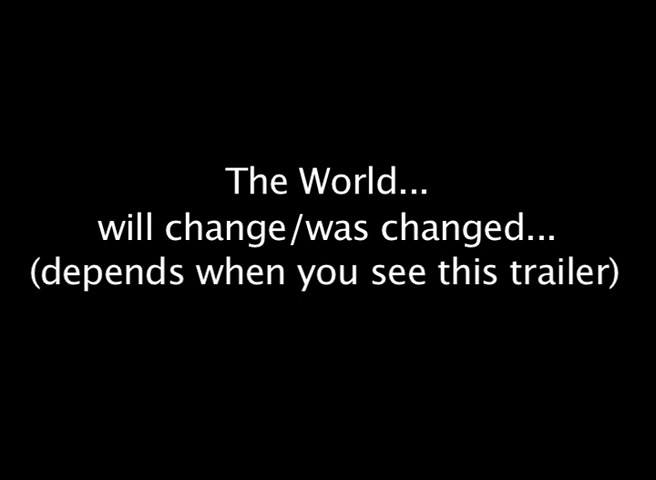 The World...
will change/was changed...
(depends when you see this trailer)